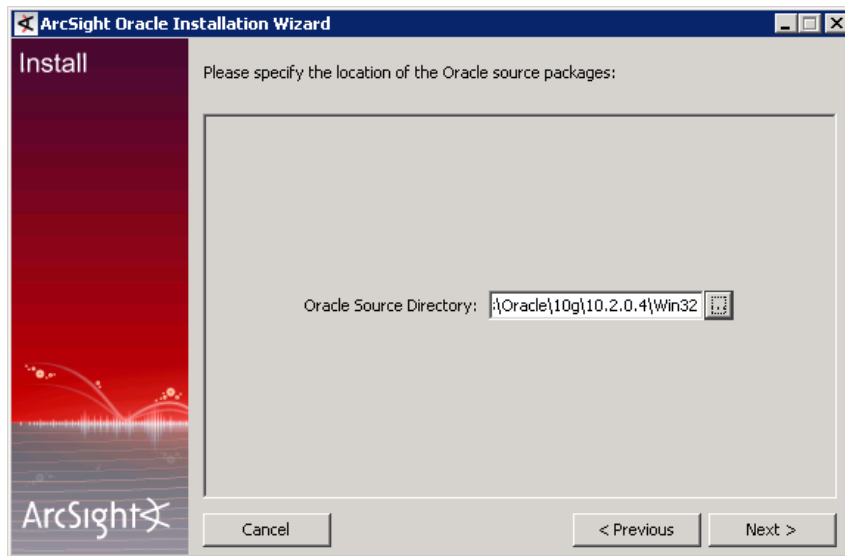 ArcSight Oracle Installation Wizard
Install
Please specify the location of the Oracle source packages:
Oracle Source Directory: :\Oracle\10g\10.2.0.4\Win32 ...
ArcSight
Cancel < Previous Next >